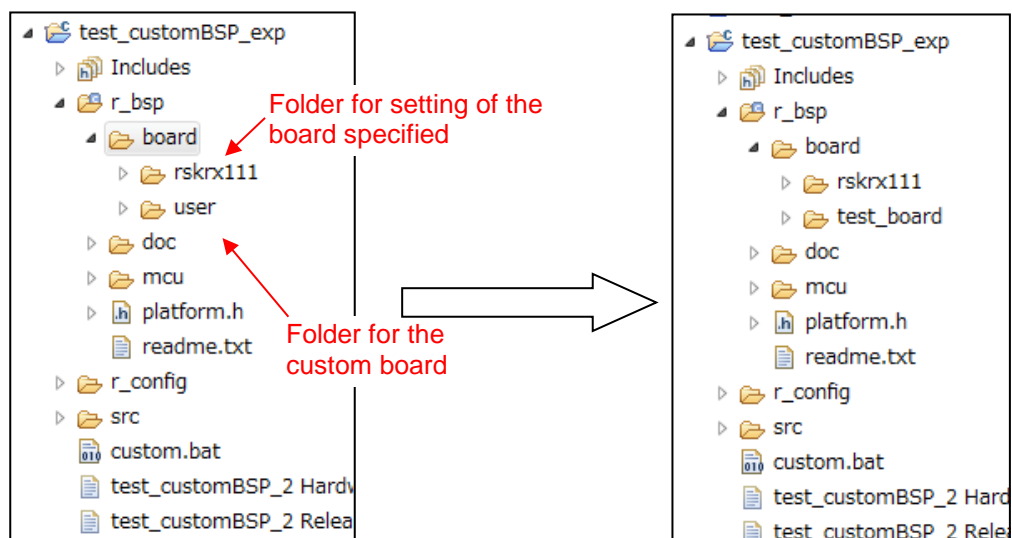 test_customBSP_exp
Includes
r_bsp
Folder for setting of the
board specified
board
rskrx111
user
doc
mcu
platform.h
Folder for the
custom board
readme.txt
r_config
src
custom.bat
test_customBSP_2 Hardw
test_customBSP_2 Relea
test_customBSP_exp
Includes
r_bsp
board
rskrx111
test_board
doc
mcu
platform.h
readme.txt
r_config
src
custom.bat
test_customBSP_2 Hard
test_customBSP_2 Relea